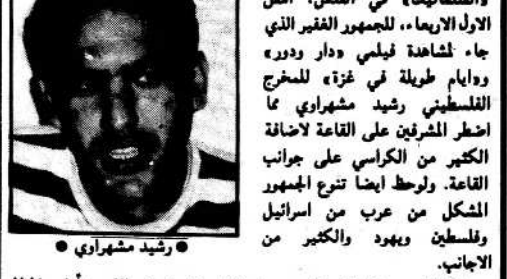 في
الاول الاربعاء، للجمهور الغفير الذي
جاء لمشاهدة فيلمي «دار ودور»
و«ايام طويلة في غزة» للمخرج
الفلسطيني رشيد مشهراوي مما
اضطر المشرفين على القاعة لاضافة
الكثير من الكراسي على جوانب
القاعة. ولوحظ ايضا تنوع الجمهور
المشكل من عرب من اسرائيل
وفلسطين ويهود والكثير من
الاجانب.
● رشيد مشهراوي ●